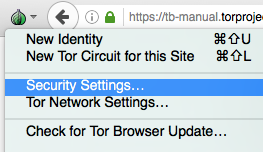 https://tb-manual.torproje
New Identity ⌘⇧U
New Tor Circuit for this Site ⌘⇧L
Security Settings...
Tor Network Settings...
Check for Tor Browser Update...